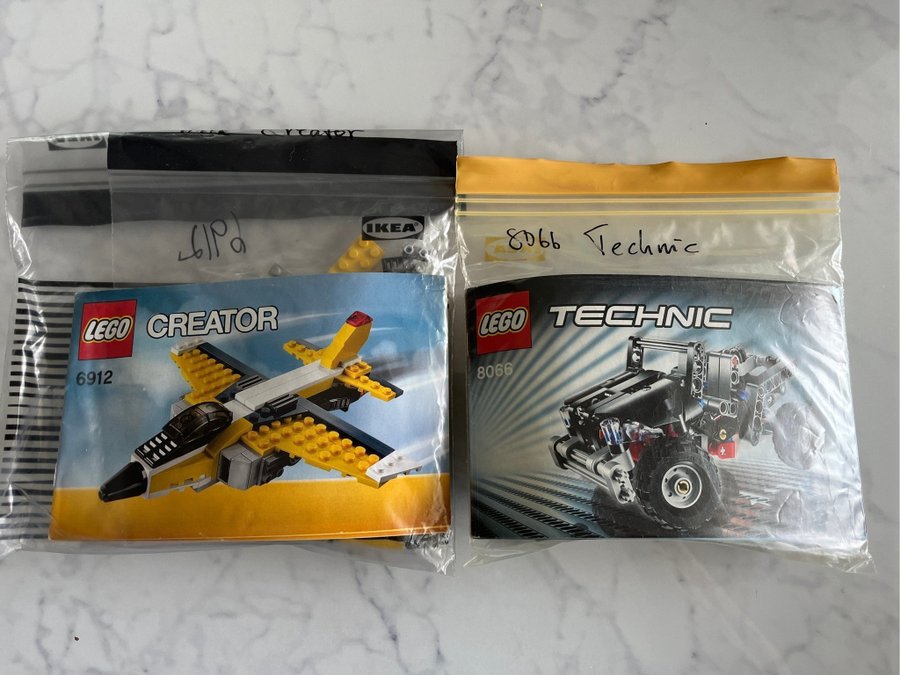 Creator
IKEA
6912
LEGO
CREATOR
6912
8066 Technic
LEGO
TECHNIC
8066